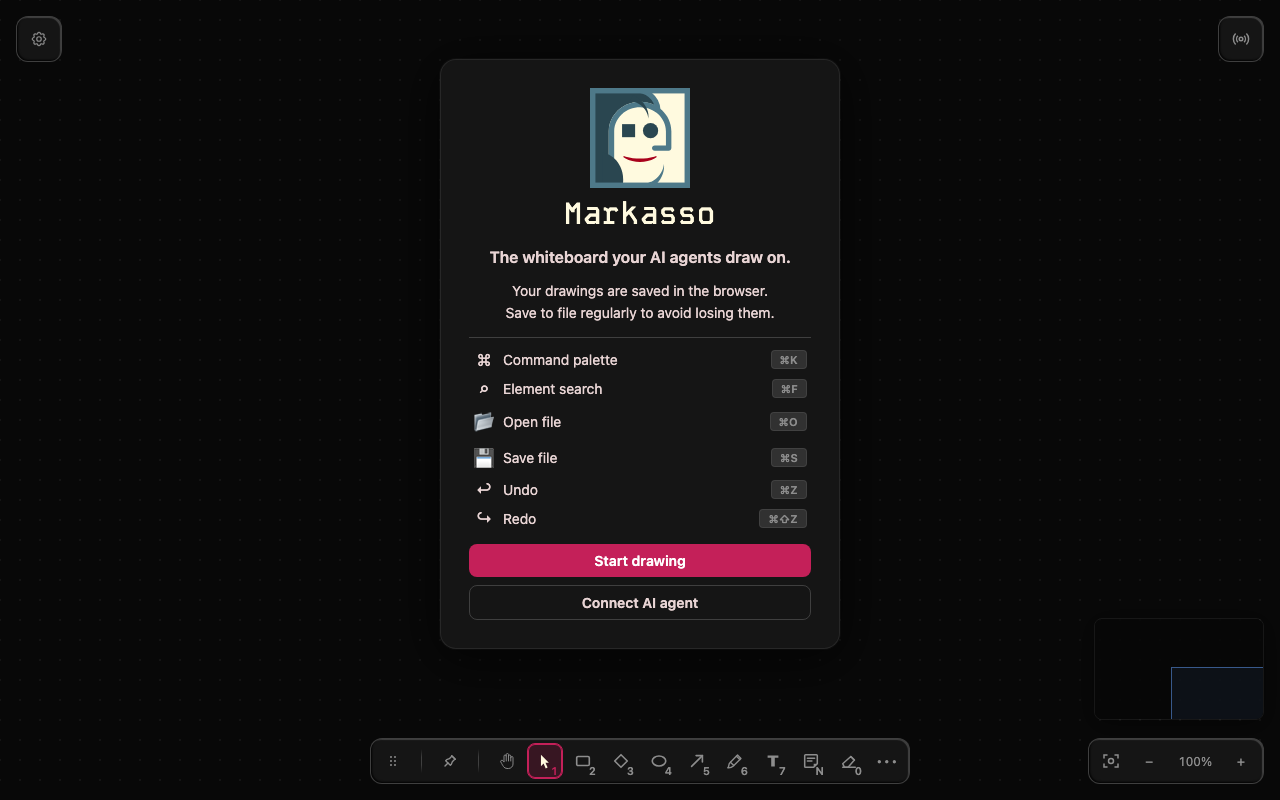 Markasso
The whiteboard your AI agents draw on.
Your drawings are saved in the browser.
Save to file regularly to avoid losing them.
⌘ Command palette ⌘K
Element search ⌘F
Open file ⌘O
Save file ⌘S
Undo ⌘Z
Redo ⌘⇧Z
Start drawing
Connect AI agent
1 2 3 4 5 6 T 7 N 0
− 100% +